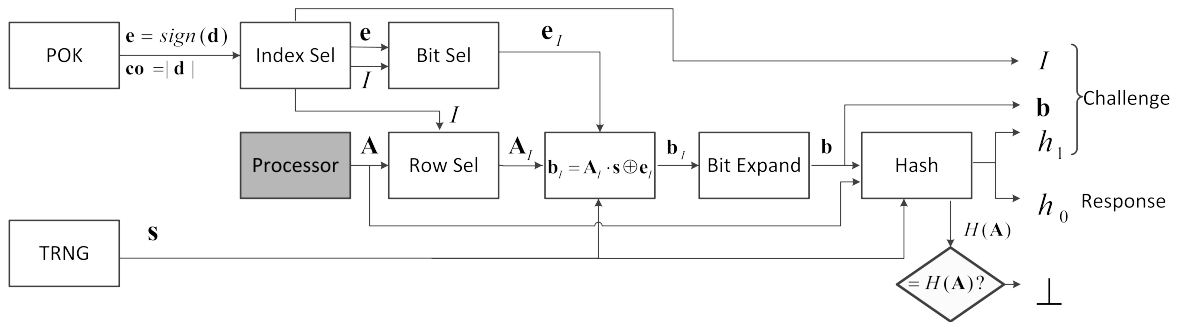 POK
𝐞 = sign(𝐝)
𝐜𝐨 =| 𝐝 |
Index Sel
𝐞
I
Bit Sel
𝐞_I
I
Challenge
𝐛
h_1
I
Processor
𝐀
Row Sel
𝐀_I
𝐛_I = 𝐀_I · 𝐬 ⊕ 𝐞_I
𝐛_I
Bit Expand
𝐛
Hash
h_0
Response
TRNG
𝐬
H(𝐀)
= H(𝐀)?
⊥